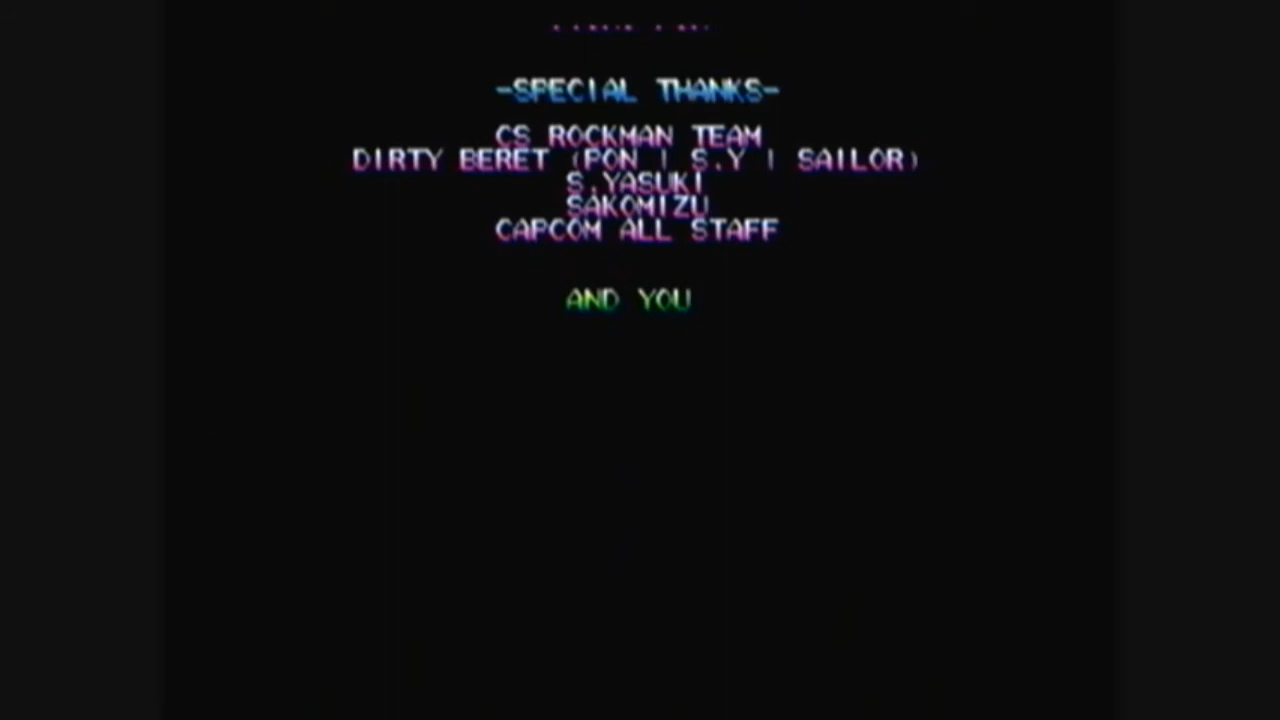 -SPECIAL THANKS-
CS ROCKMAN TEAM
DIRTY BERET (PON | S.Y | SAILOR)
S.YASUKI
SAKOMIZU
CAPCOM ALL STAFF
AND YOU